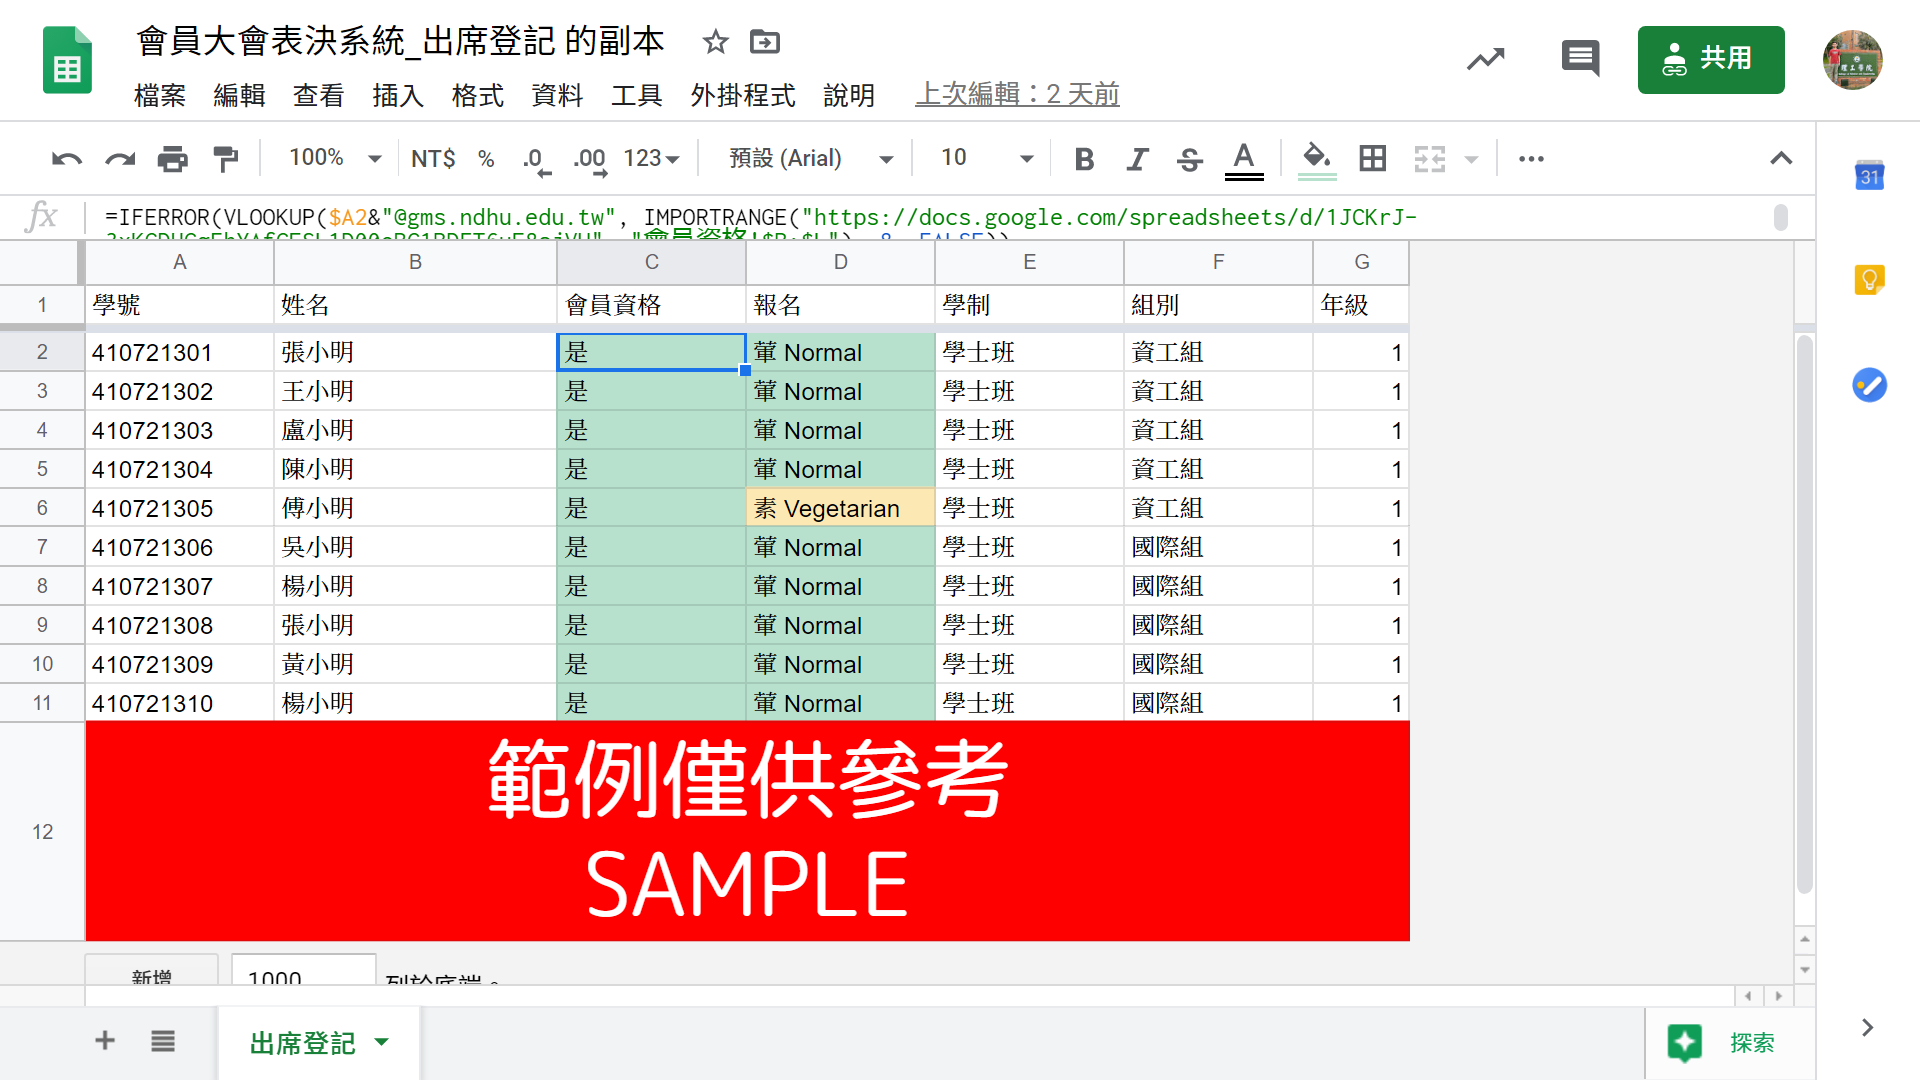 會員大會表決系統_出席登記 的副本
檔案 編輯 查看 插入 格式 資料 工具 外掛程式 說明 上次編輯：2 天前
共用
100% NT$ % .0 .00 123 預設 (Arial) 10 B I S A
31
fx =IFERROR(VLOOKUP($A2&"@gms.ndhu.edu.tw", IMPORTRANGE("https://docs.google.com/spreadsheets/d/1JCKrJ-
A B C D E F G
1 學號 姓名 會員資格 報名 學制 組別 年級
2 410721301 張小明 是 葷 Normal 學士班 資工組 1
3 410721302 王小明 是 葷 Normal 學士班 資工組 1
4 410721303 盧小明 是 葷 Normal 學士班 資工組 1
5 410721304 陳小明 是 葷 Normal 學士班 資工組 1
6 410721305 傅小明 是 素 Vegetarian 學士班 資工組 1
7 410721306 吳小明 是 葷 Normal 學士班 國際組 1
8 410721307 楊小明 是 葷 Normal 學士班 國際組 1
9 410721308 張小明 是 葷 Normal 學士班 國際組 1
10 410721309 黃小明 是 葷 Normal 學士班 國際組 1
11 410721310 楊小明 是 葷 Normal 學士班 國際組 1
12
範例僅供參考
SAMPLE
新增 1000 列於底端。
出席登記
探索